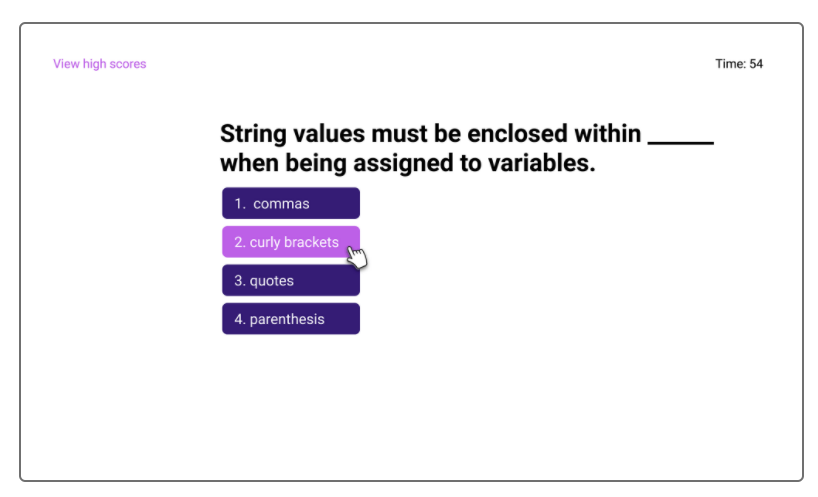 View high scores
Time: 54
String values must be enclosed within _____
when being assigned to variables.
1. commas
2. curly brackets
3. quotes
4. parenthesis